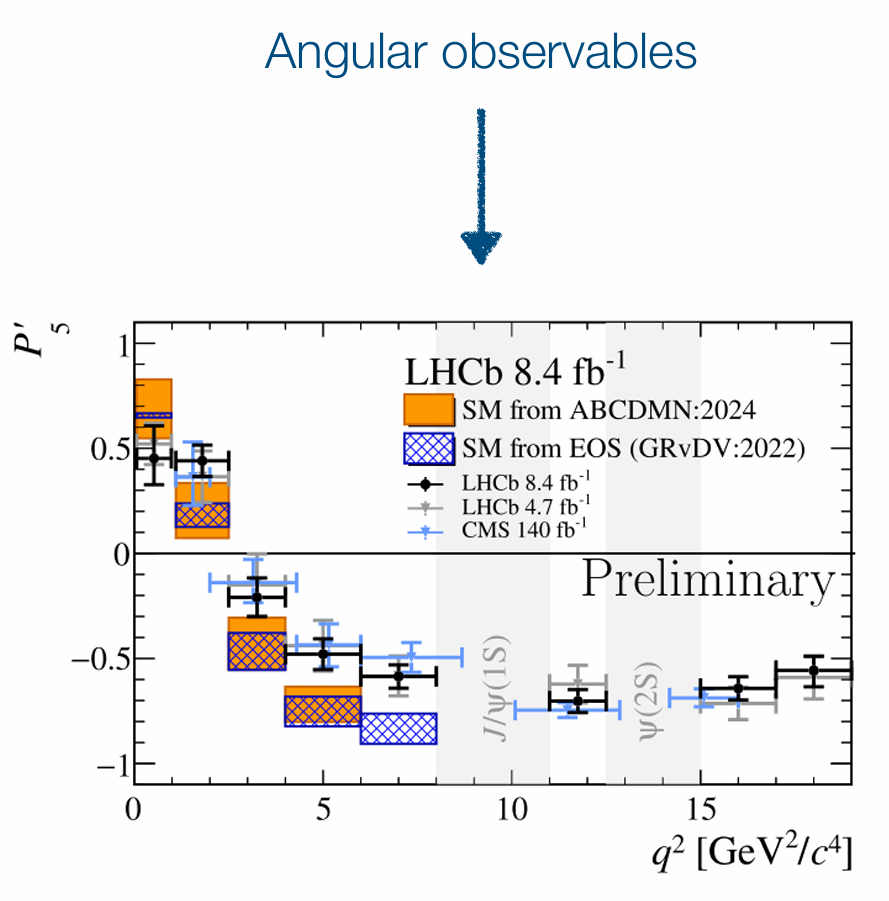 Angular observables
P′5
1
0.5
0
−0.5
−1
LHCb 8.4 fb-1
SM from ABCDMN:2024
SM from EOS (GRvDV:2022)
LHCb 8.4 fb-1
LHCb 4.7 fb-1
CMS 140 fb-1
Preliminary
J/ψ(1S)
ψ(2S)
0 5 10 15
q2 [GeV2/c4]